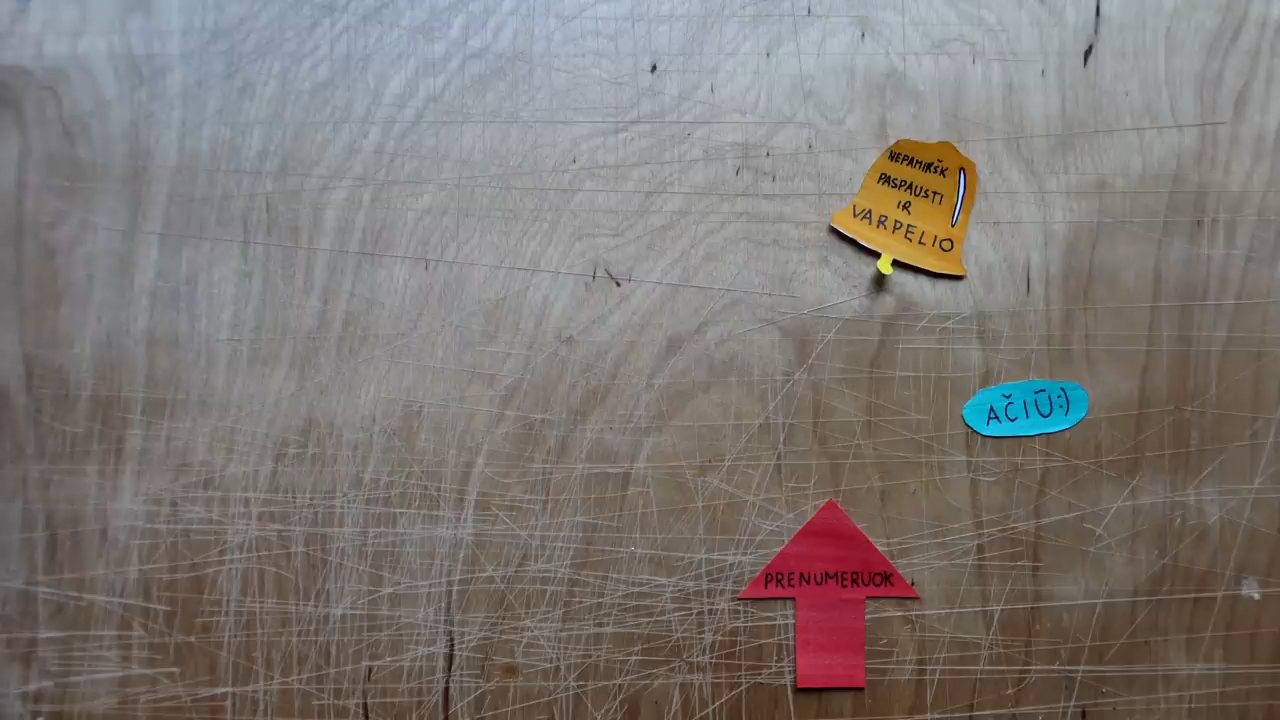 NEPAMIRŠK
PASPAUSTI
IR
VARPELIO
AČIŪ:)
PRENUMERUOK